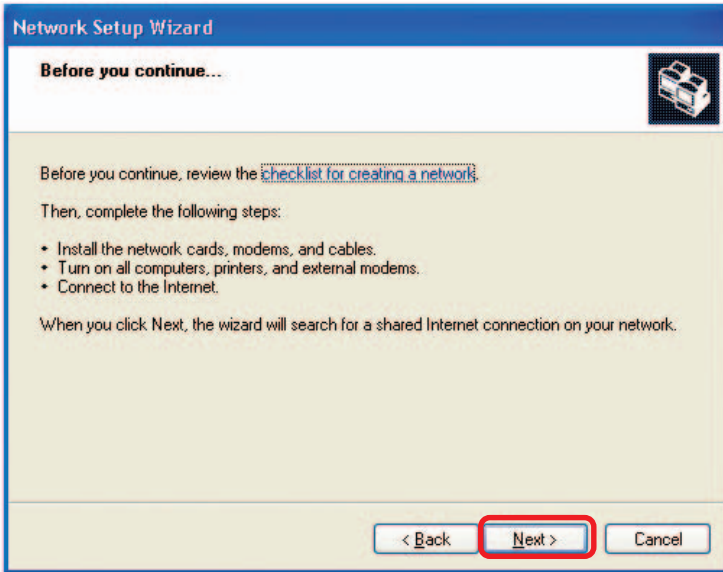 Network Setup Wizard
Before you continue...
Before you continue, review the checklist for creating a network.
Then, complete the following steps:
• Install the network cards, modems, and cables.
• Turn on all computers, printers, and external modems.
• Connect to the Internet.
When you click Next, the wizard will search for a shared Internet connection on your network.
< Back Next > Cancel